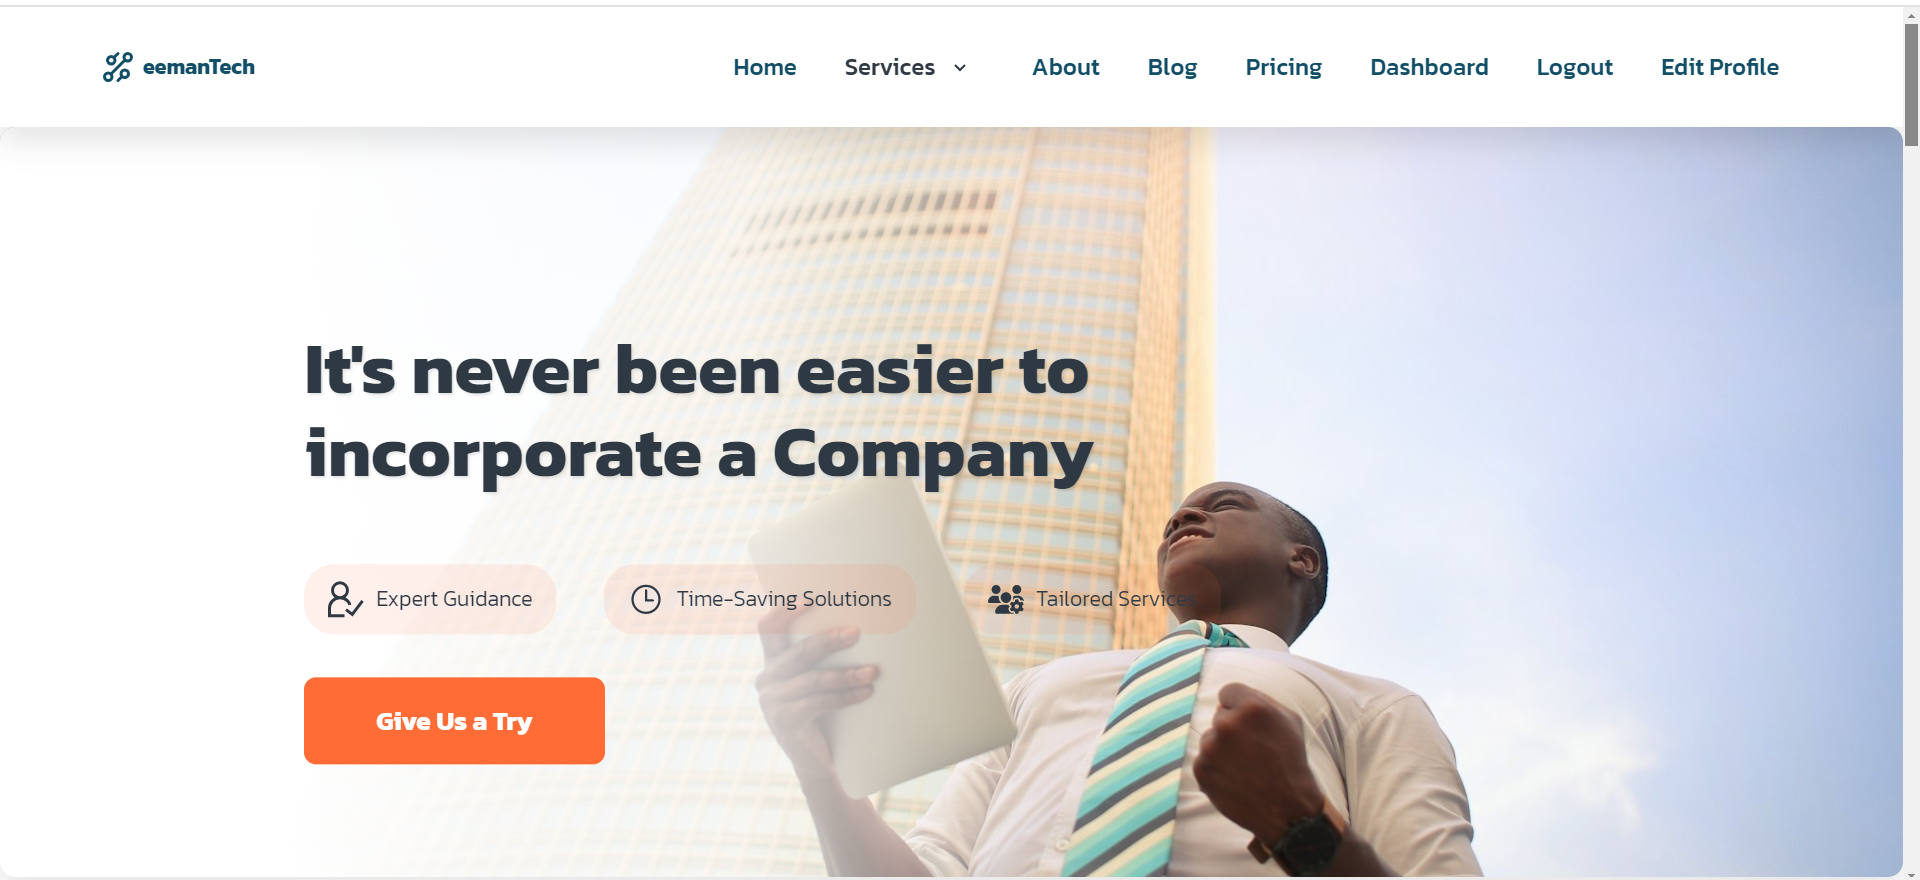 eemanTech
Home Services About Blog Pricing Dashboard Logout Edit Profile
It's never been easier to
incorporate a Company
Expert Guidance
Time-Saving Solutions
Tailored Services
Give Us a Try